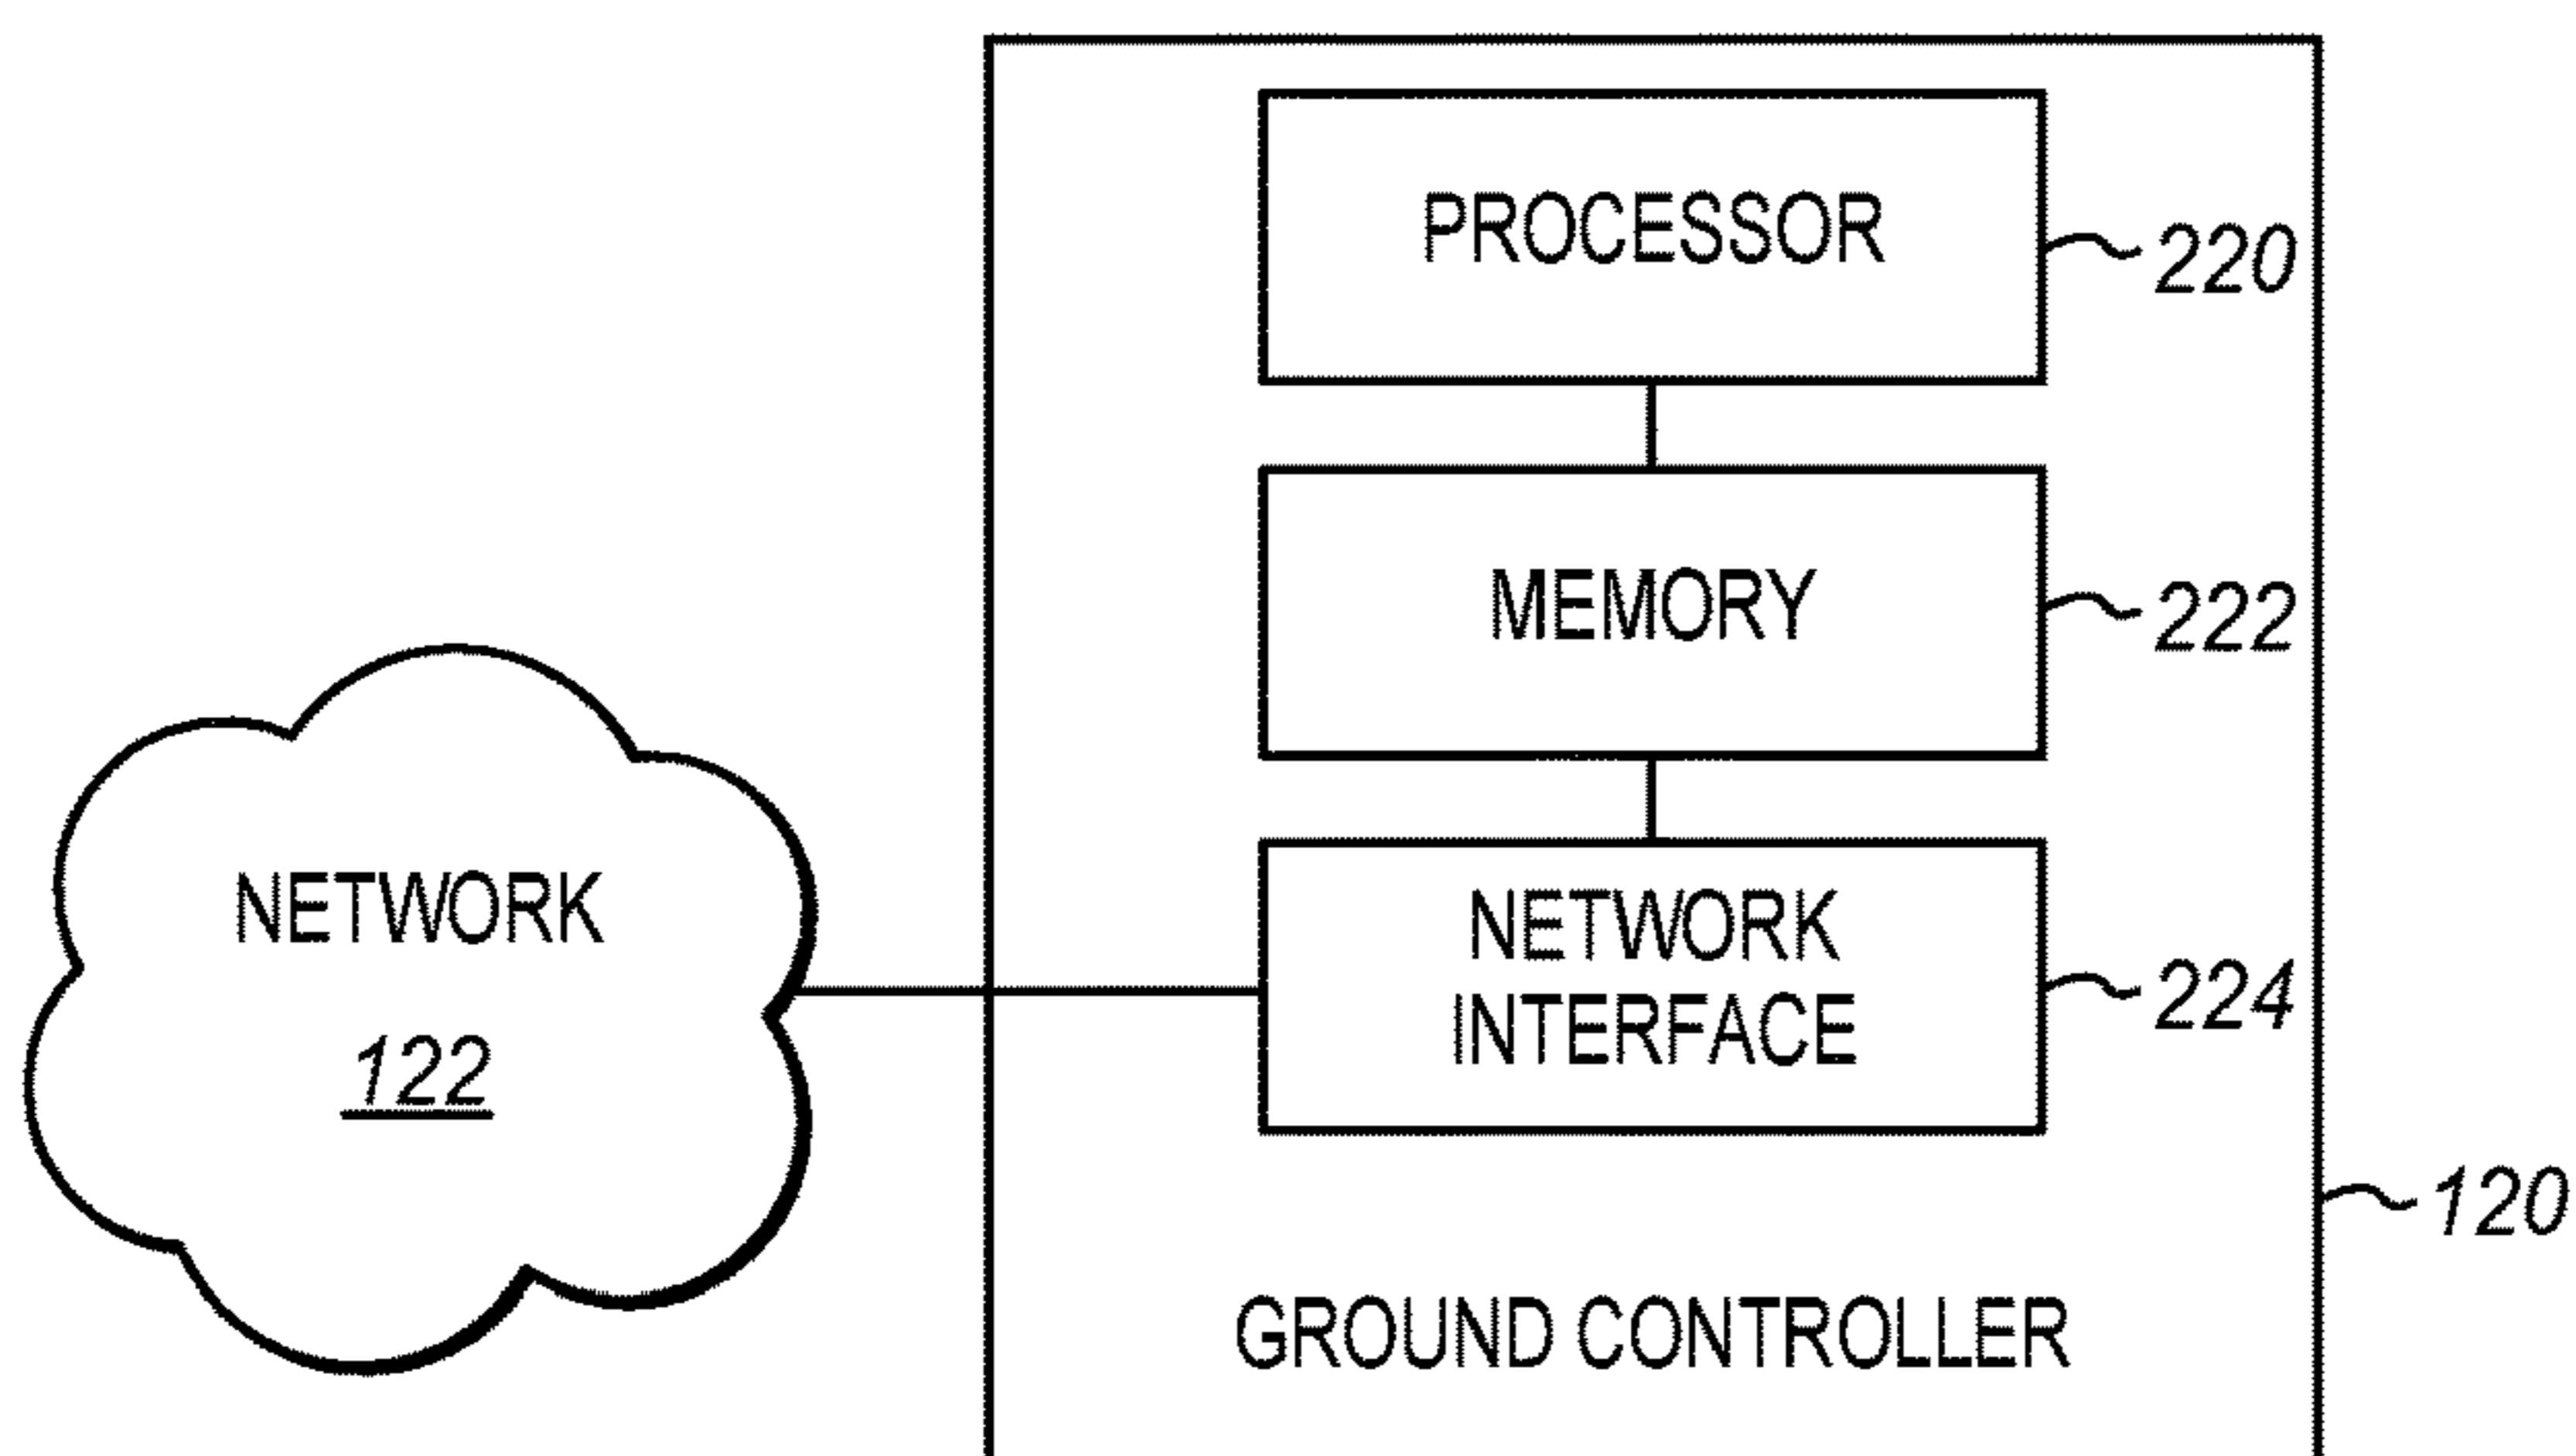 PROCESSOR
220
MEMORY
222
NETWORK
122
NETWORK
INTERFACE
224
120
GROUND CONTROLLER